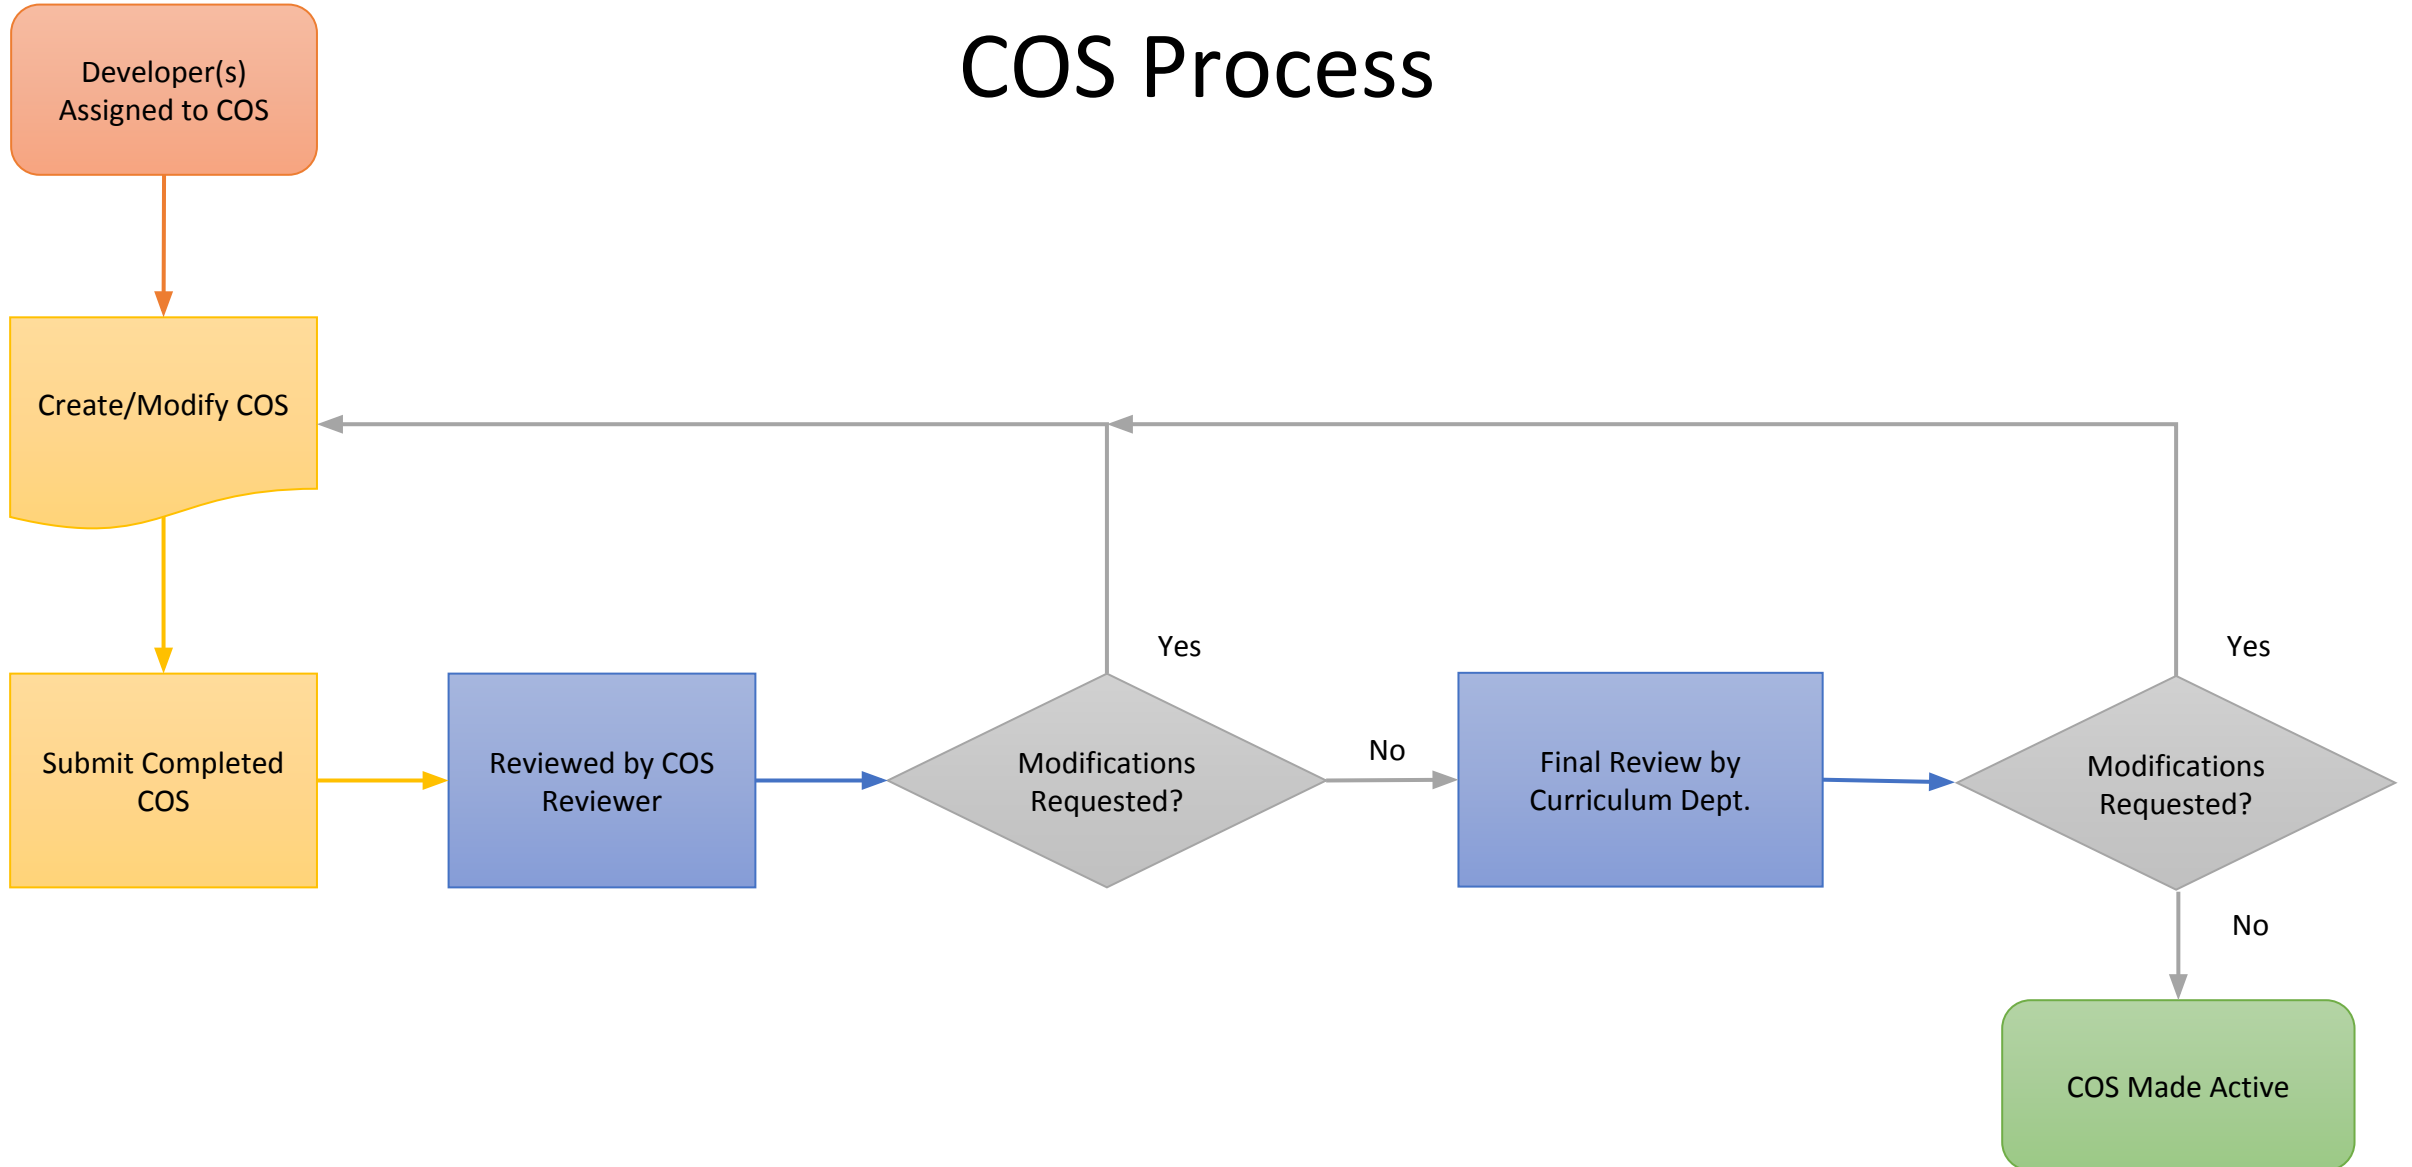 COS Process
Developer(s)
Assigned to COS
Create/Modify COS
Yes
Yes
Submit Completed
COS
Reviewed by COS
Reviewer
Modifications
Requested?
No
Final Review by
Curriculum Dept.
Modifications
Requested?
No
COS Made Active